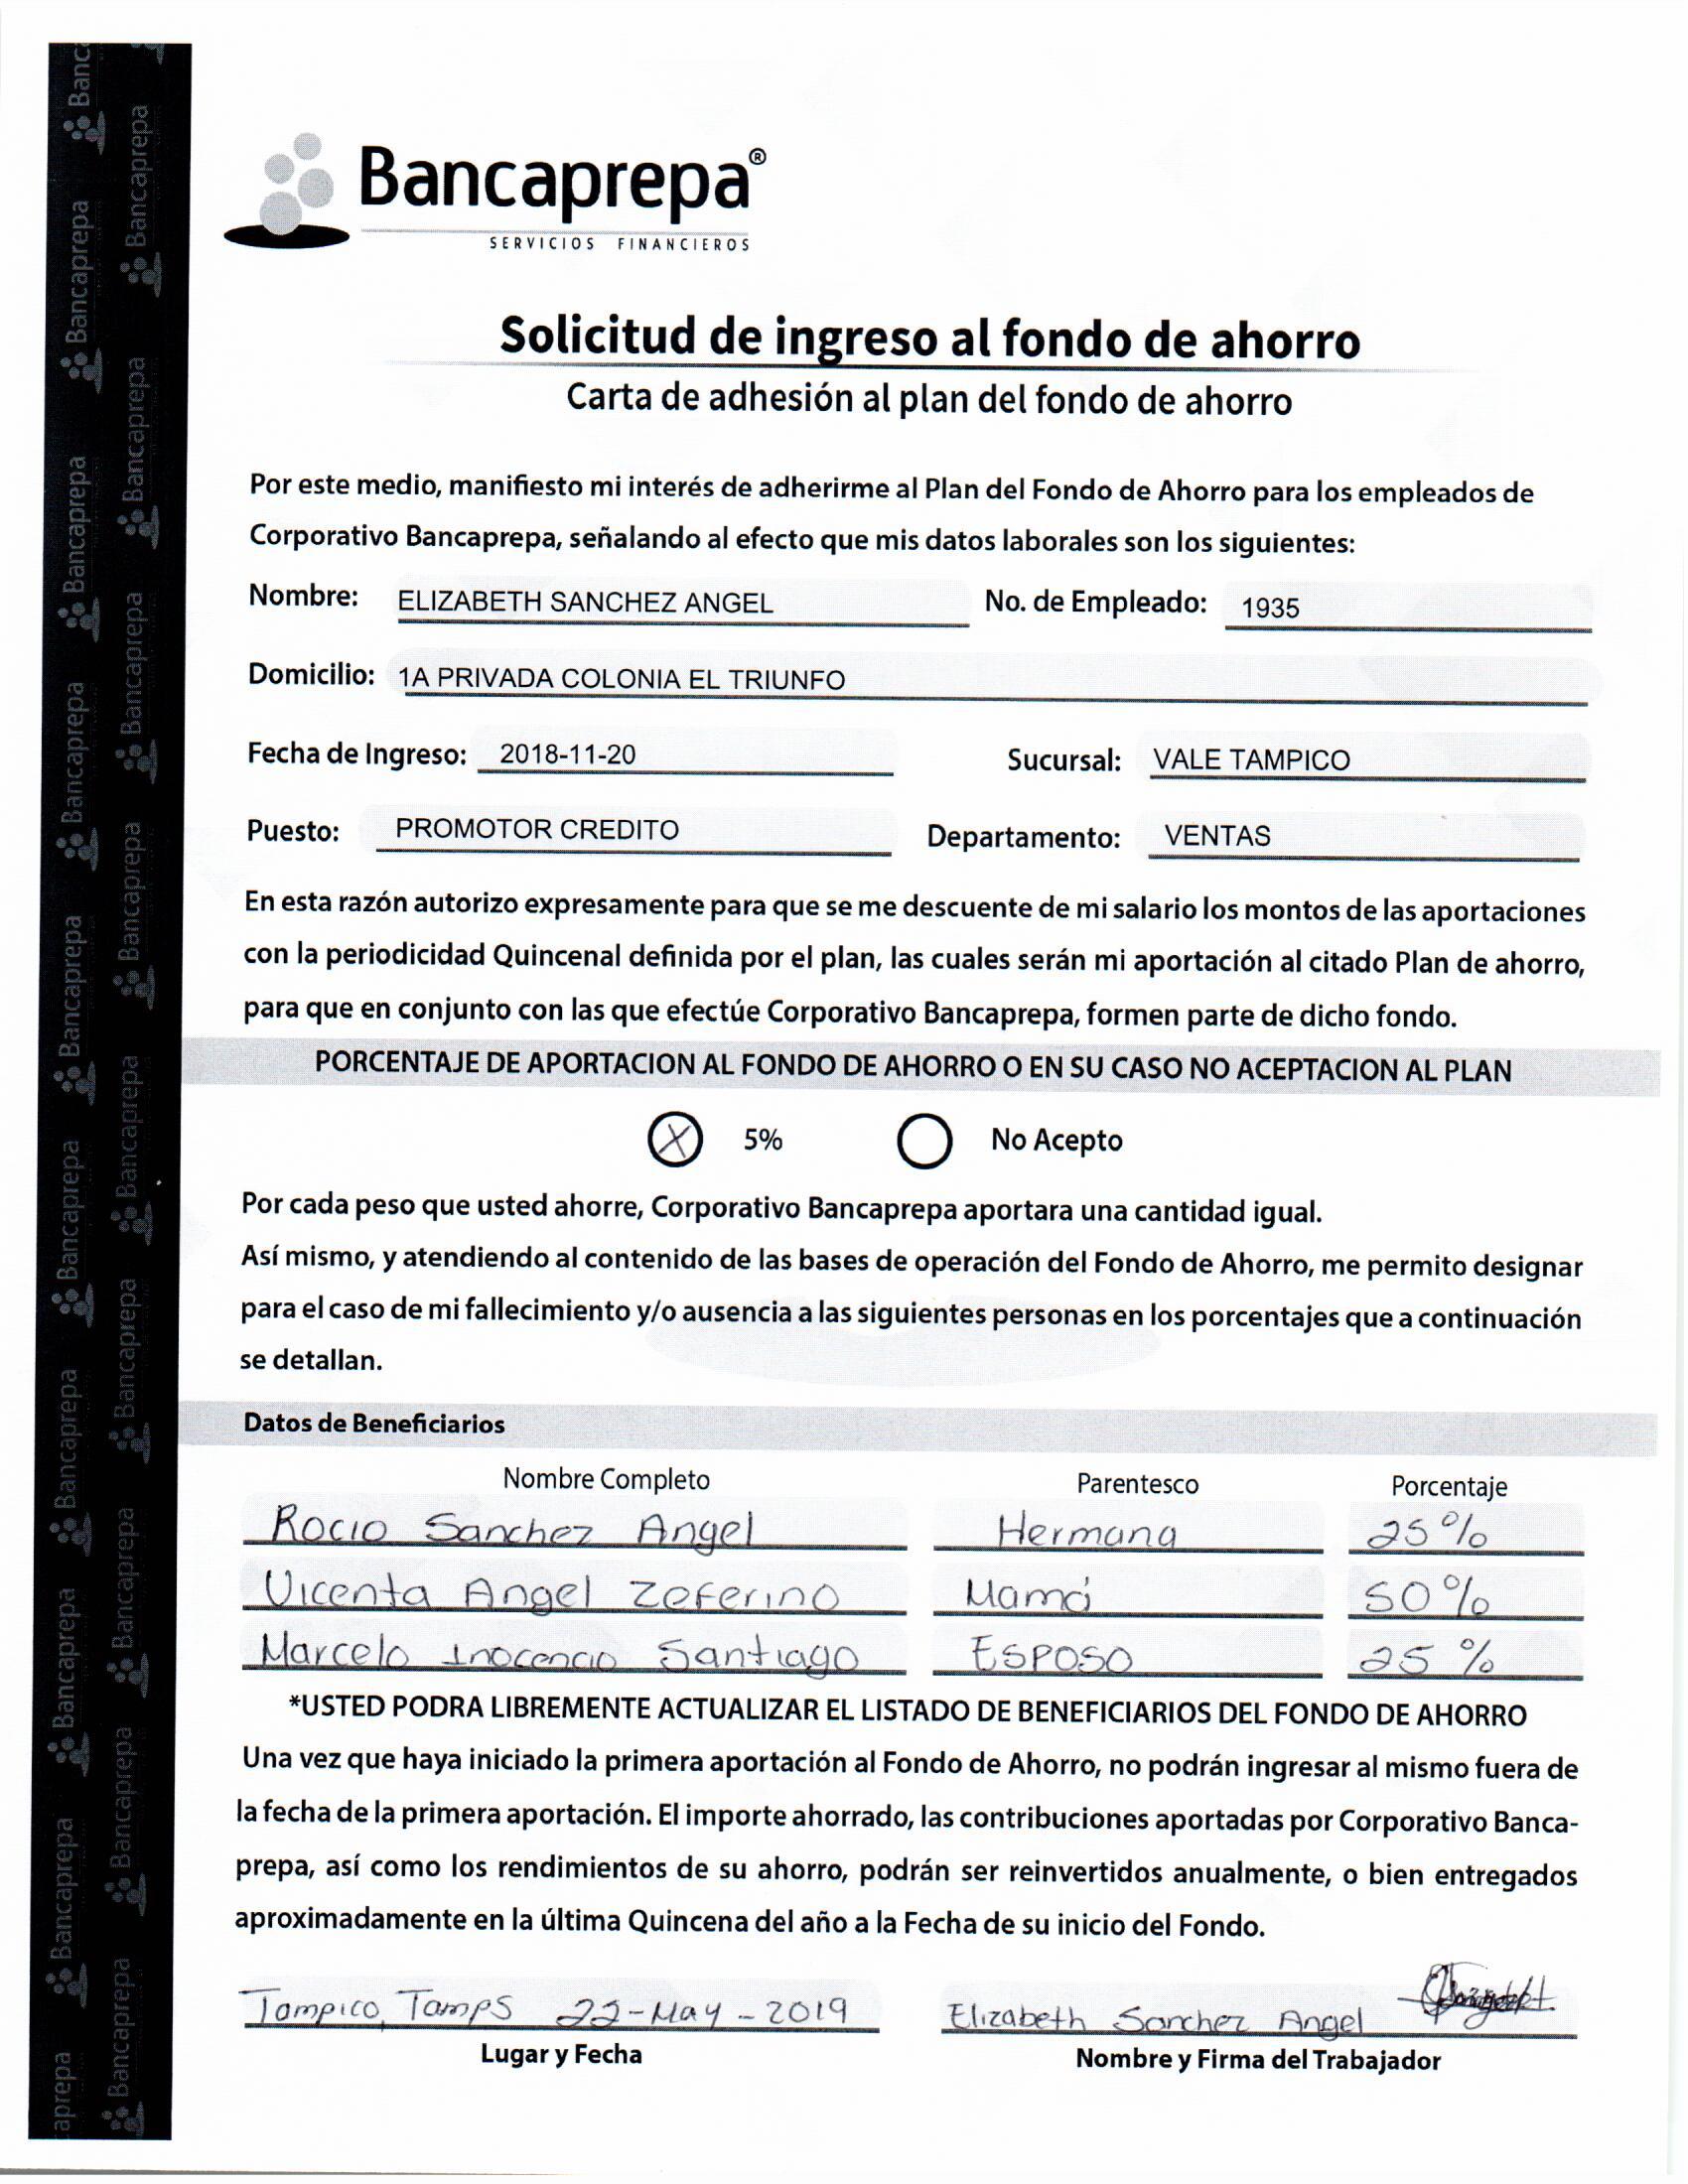 Bancaprepa®
SERVICIOS FINANCIEROS
Solicitud de ingreso al fondo de ahorro
Carta de adhesión al plan del fondo de ahorro
Por este medio, manifiesto mi interés de adherirme al Plan del Fondo de Ahorro para los empleados de
Corporativo Bancaprepa, señalando al efecto que mis datos laborales son los siguientes:
Nombre: ELIZABETH SANCHEZ ANGEL No. de Empleado: 1935
Domicilio: 1A PRIVADA COLONIA EL TRIUNFO
Fecha de Ingreso: 2018-11-20 Sucursal: VALE TAMPICO
Puesto: PROMOTOR CREDITO Departamento: VENTAS
En esta razón autorizo expresamente para que se me descuente de mi salario los montos de las aportaciones
con la periodicidad Quincenal definida por el plan, las cuales serán mi aportación al citado Plan de ahorro,
para que en conjunto con las que efectúe Corporativo Bancaprepa, formen parte de dicho fondo.
PORCENTAJE DE APORTACION AL FONDO DE AHORRO O EN SU CASO NO ACEPTACION AL PLAN
X 5% No Acepto
Por cada peso que usted ahorre, Corporativo Bancaprepa aportara una cantidad igual.
Así mismo, y atendiendo al contenido de las bases de operación del Fondo de Ahorro, me permito designar
para el caso de mi fallecimiento y/o ausencia a las siguientes personas en los porcentajes que a continuación
se detallan.
Datos de Beneficiarios
Nombre Completo Parentesco Porcentaje
Rocio Sanchez Angel Hermana 25%
Vicenta Angel Zeferino Mamá 50%
Marcelo Inocencio Santiago Esposo 25%
*USTED PODRA LIBREMENTE ACTUALIZAR EL LISTADO DE BENEFICIARIOS DEL FONDO DE AHORRO
Una vez que haya iniciado la primera aportación al Fondo de Ahorro, no podrán ingresar al mismo fuera de
la fecha de la primera aportación. El importe ahorrado, las contribuciones aportadas por Corporativo Banca-
prepa, así como los rendimientos de su ahorro, podrán ser reinvertidos anualmente, o bien entregados
aproximadamente en la última Quincena del año a la Fecha de su inicio del Fondo.
Tampico, Tamps 22-May-2019 Elizabeth Sanchez Angel
Lugar y Fecha Nombre y Firma del Trabajador